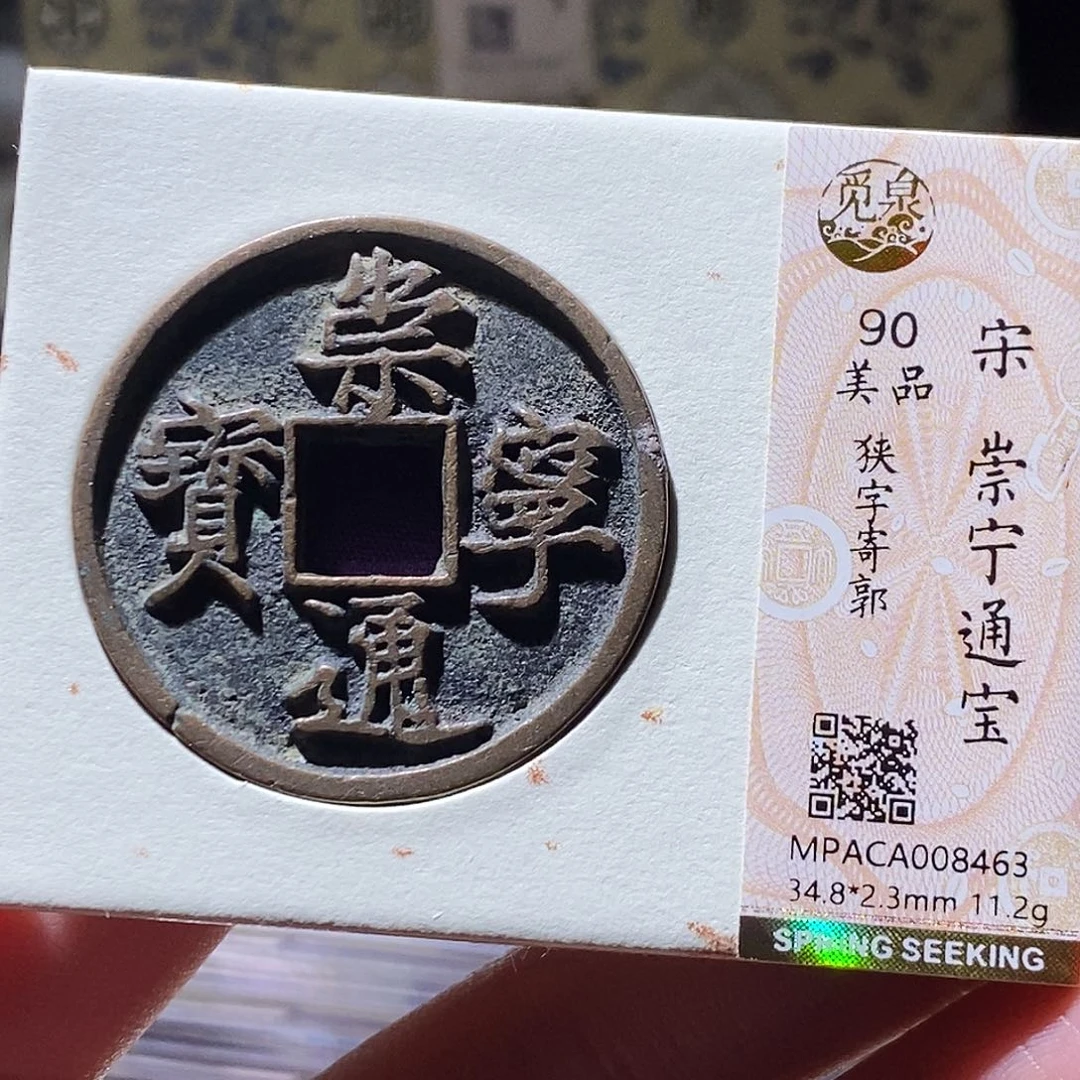 崇寧通寶
觅泉
宋 崇宁通宝
90
美品
狭字寄郭
MPACA008463
34.8*2.3mm 11.2g
SPRING SEEKING